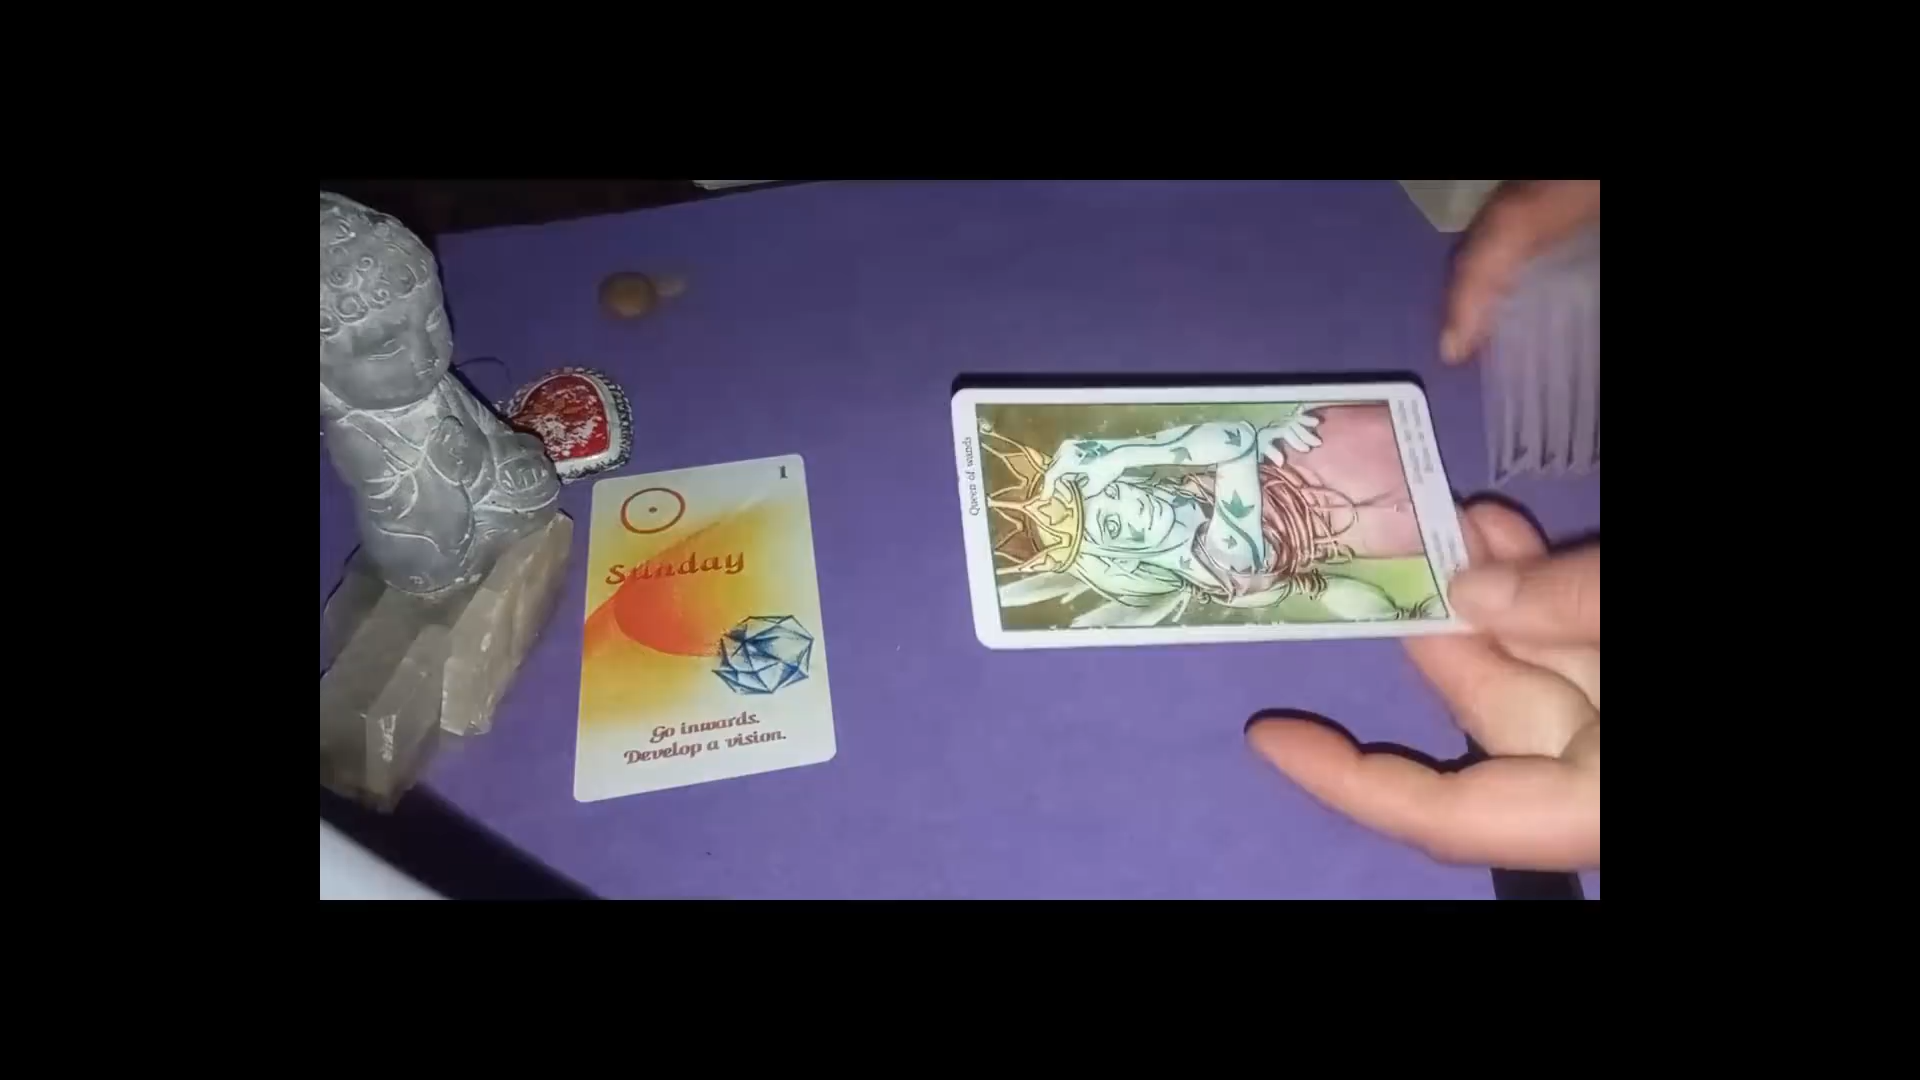 1
Sunday
Go inwards.
Develop a vision.
Queen of wands